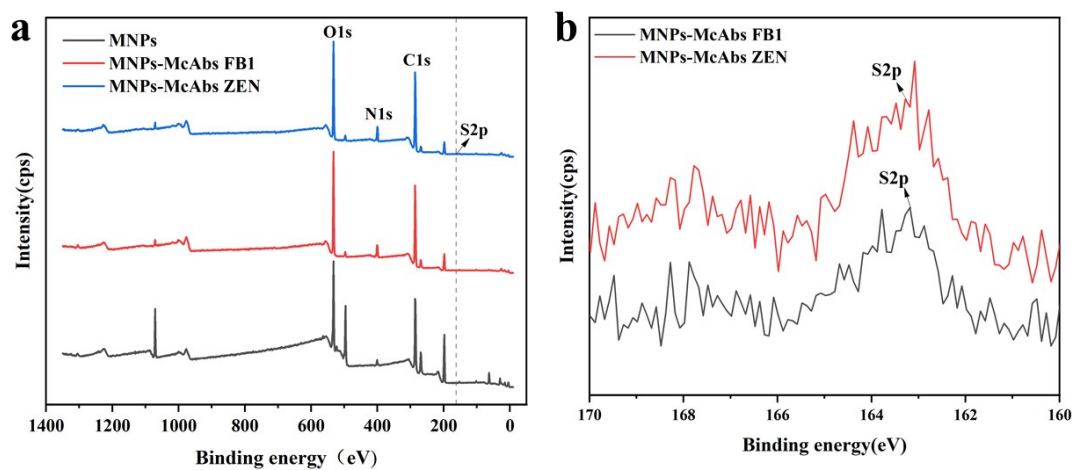 a
MNPs
MNPs-McAbs FB1
MNPs-McAbs ZEN
O1s
C1s
N1s
S2p
Intensity(cps)
1400 1200 1000 800 600 400 200 0
Binding energy（eV）
b
MNPs-McAbs FB1
MNPs-McAbs ZEN
S2p
S2p
Intensity(cps)
170 168 166 164 162 160
Binding energy(eV)